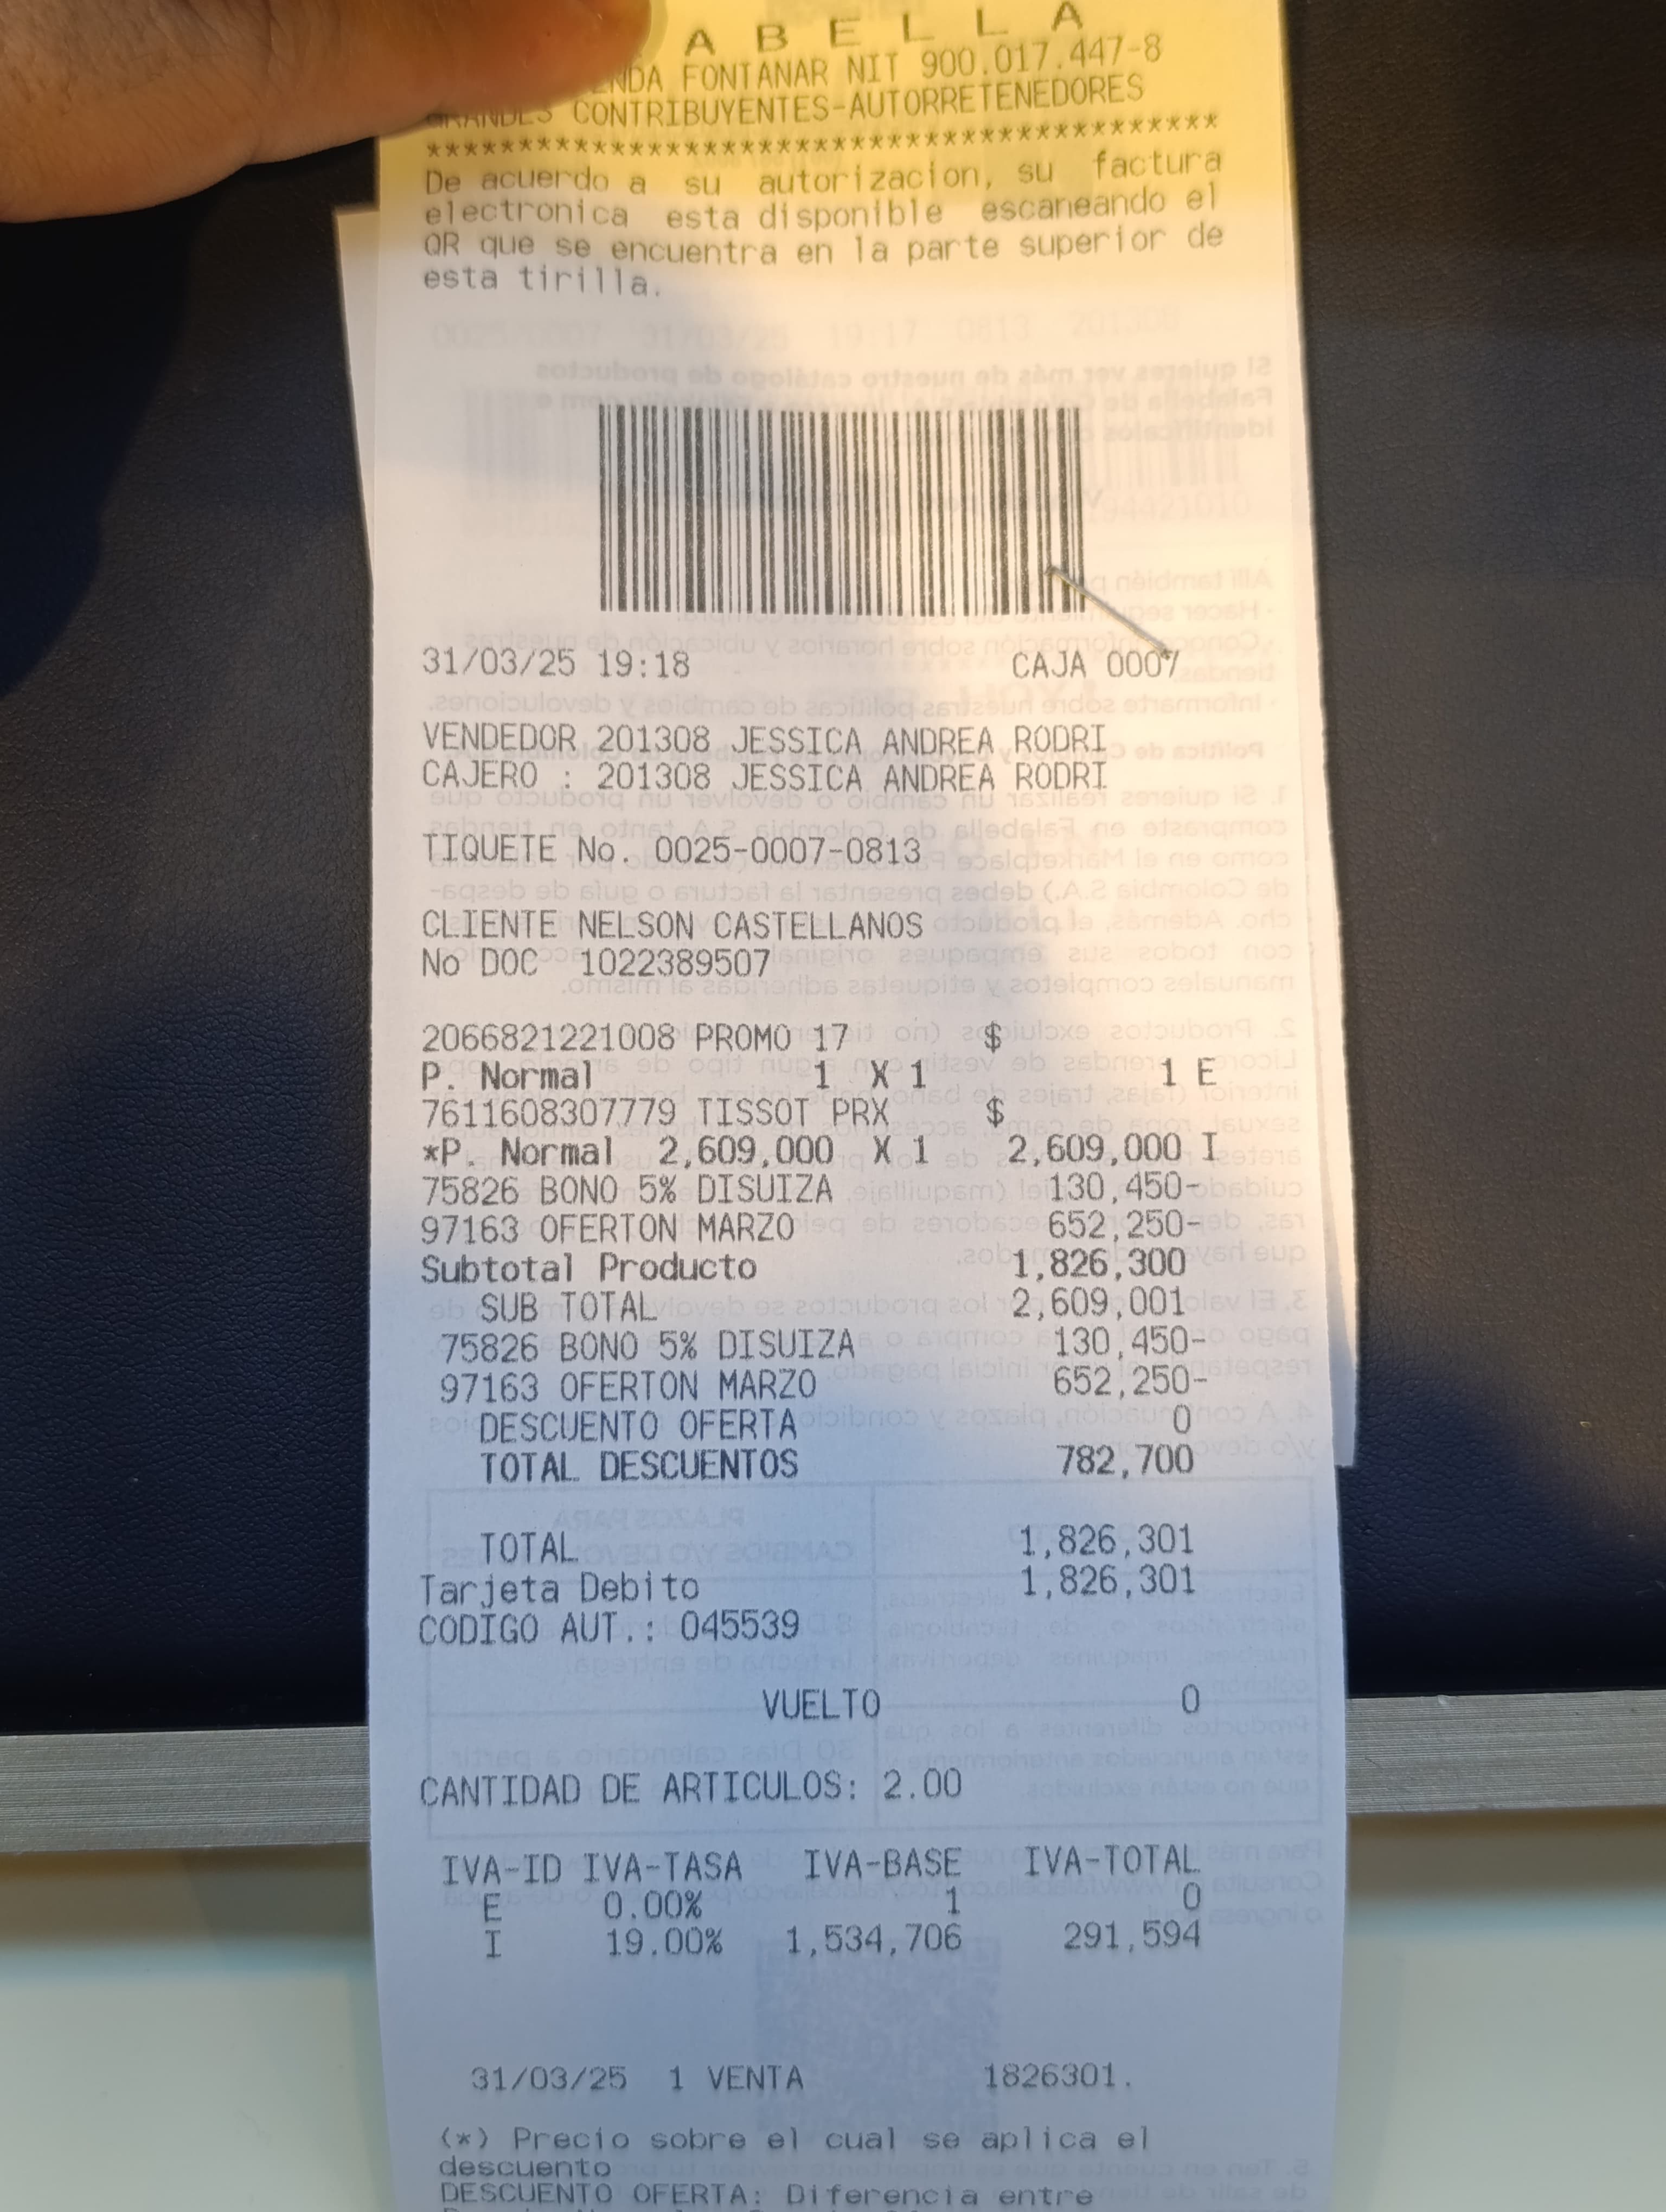 A B E L L A
FONTANAR NIT 900.017.447-8
GRANDES CONTRIBUYENTES-AUTORRETENEDORES
******************************************
De acuerdo a su autorizacion, su factura
electronica esta disponible escaneando el
QR que se encuentra en la parte superior de
esta tirilla.
31/03/25 19:18 CAJA 0007
VENDEDOR 201308 JESSICA ANDREA RODRI
CAJERO : 201308 JESSICA ANDREA RODRI
TIQUETE No. 0025-0007-0813
CLIENTE NELSON CASTELLANOS
No DOC 1022389507
2066821221008 PROMO 17 $
P. Normal 1 X 1 1 E
7611608307779 TISSOT PRX $
*P. Normal 2,609,000 X 1 2,609,000 I
75826 BONO 5% DISUIZA 130,450-
97163 OFERTON MARZO 652,250-
Subtotal Producto 1,826,300
SUB TOTAL 2,609,001
75826 BONO 5% DISUIZA 130,450-
97163 OFERTON MARZO 652,250-
DESCUENTO OFERTA 0
TOTAL DESCUENTOS 782,700
TOTAL 1,826,301
Tarjeta Debito 1,826,301
CODIGO AUT.: 045539
VUELTO 0
CANTIDAD DE ARTICULOS: 2.00
IVA-ID IVA-TASA IVA-BASE IVA-TOTAL
E 0.00% 1 0
I 19.00% 1,534,706 291,594
31/03/25 1 VENTA 1826301.
(*) Precio sobre el cual se aplica el
descuento
DESCUENTO OFERTA: Diferencia entre